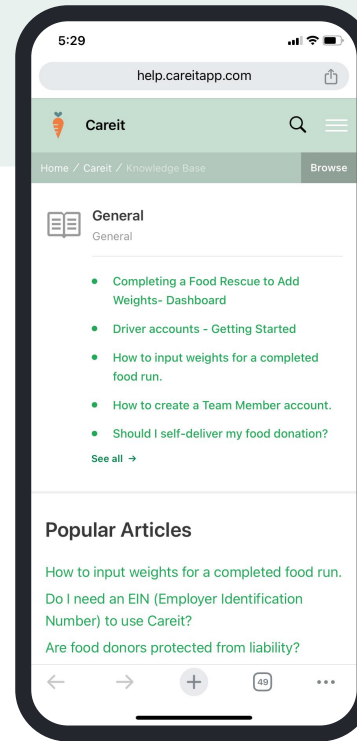 5:29
help.careitapp.com
Careit
Home / Careit / Knowledge Base
Browse
General
General
Completing a Food Rescue to Add
Weights- Dashboard
Driver accounts - Getting Started
How to input weights for a completed
food run.
How to create a Team Member account.
Should I self-deliver my food donation?
See all →
Popular Articles
How to input weights for a completed food run.
Do I need an EIN (Employer Identification
Number) to use Careit?
Are food donors protected from liability?
49